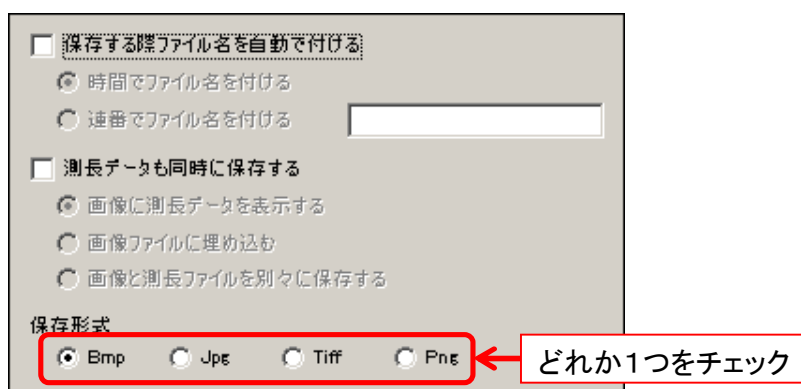 保存する際ファイル名を自動で付ける
時間でファイル名を付ける
連番でファイル名を付ける
測長データも同時に保存する
画像に測長データを表示する
画像ファイルに埋め込む
画像と測長ファイルを別々に保存する
保存形式
Bmp Jpg Tiff Png
どれか1つをチェック